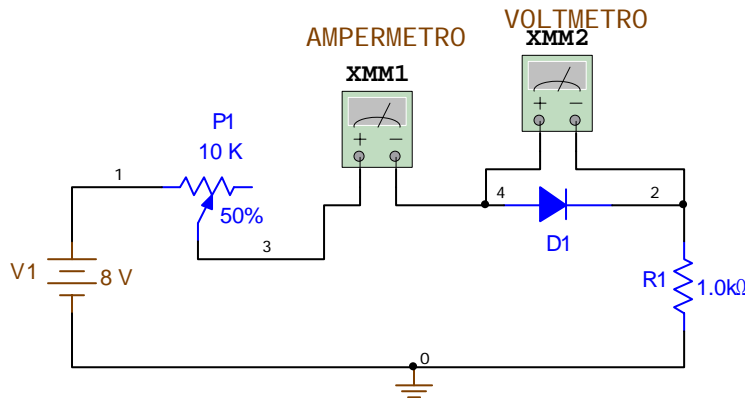 VOLTMETRO
AMPERMETRO
XMM2
XMM1
+ −
+ −
P1
10 K
50%
1
3
4
2
D1
V1
8 V
R1
1.0kΩ
0